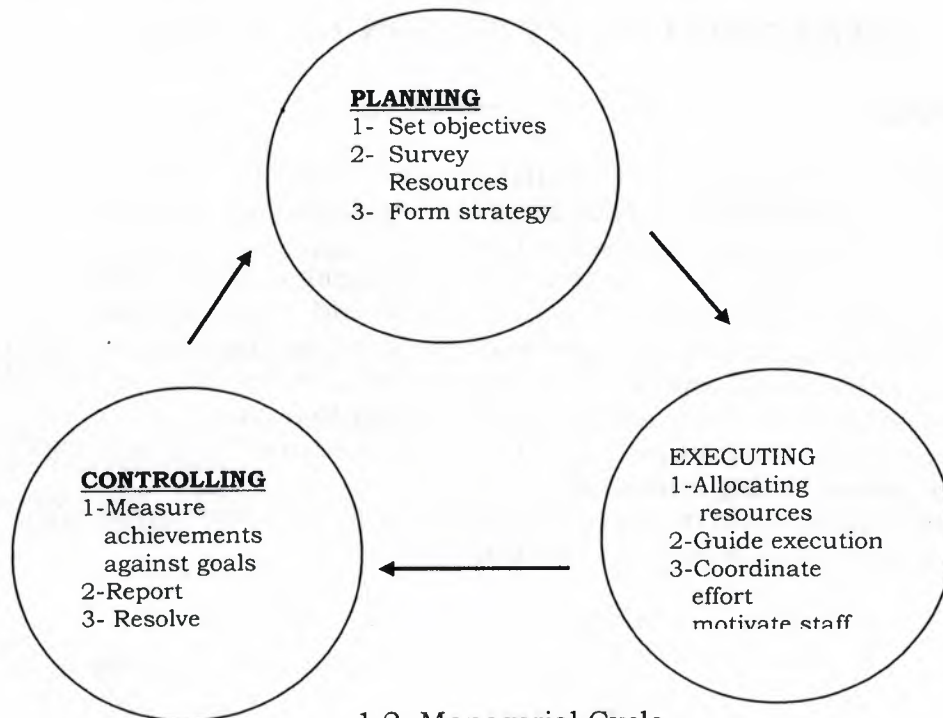 PLANNING
1- Set objectives
2- Survey
Resources
3- Form strategy
EXECUTING
1-Allocating
resources
2-Guide execution
3-Coordinate
effort
motivate staff
CONTROLLING
1-Measure
achievements
against goals
2-Report
3- Resolve
1-2 Managerial Cycle